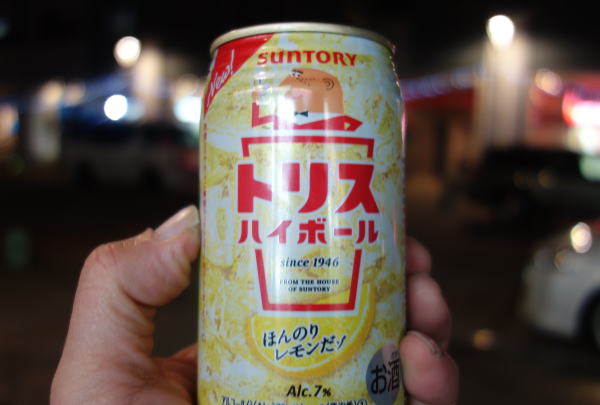 New!
SUNTORY
トリス
ハイボール
since 1946
FROM THE HOUSE
OF SUNTORY
ほんのり
レモンだゾ
Alc.7%
お酒